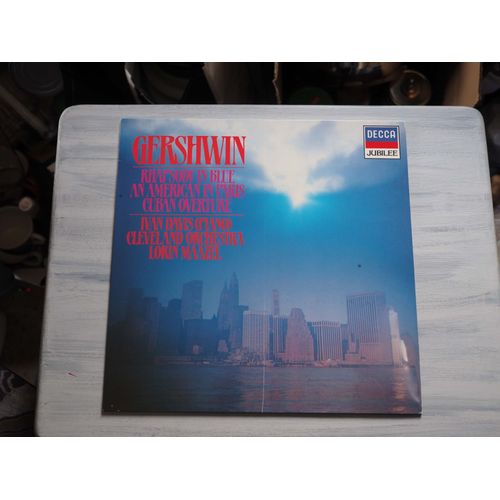 GERSHWIN
RHAPSODY IN BLUE
AN AMERICAN IN PARIS
CUBAN OVERTURE
IVAN DAVIS (PIANO)
CLEVELAND ORCHESTRA
LORIN MAAZEL
DECCA
JUBILEE